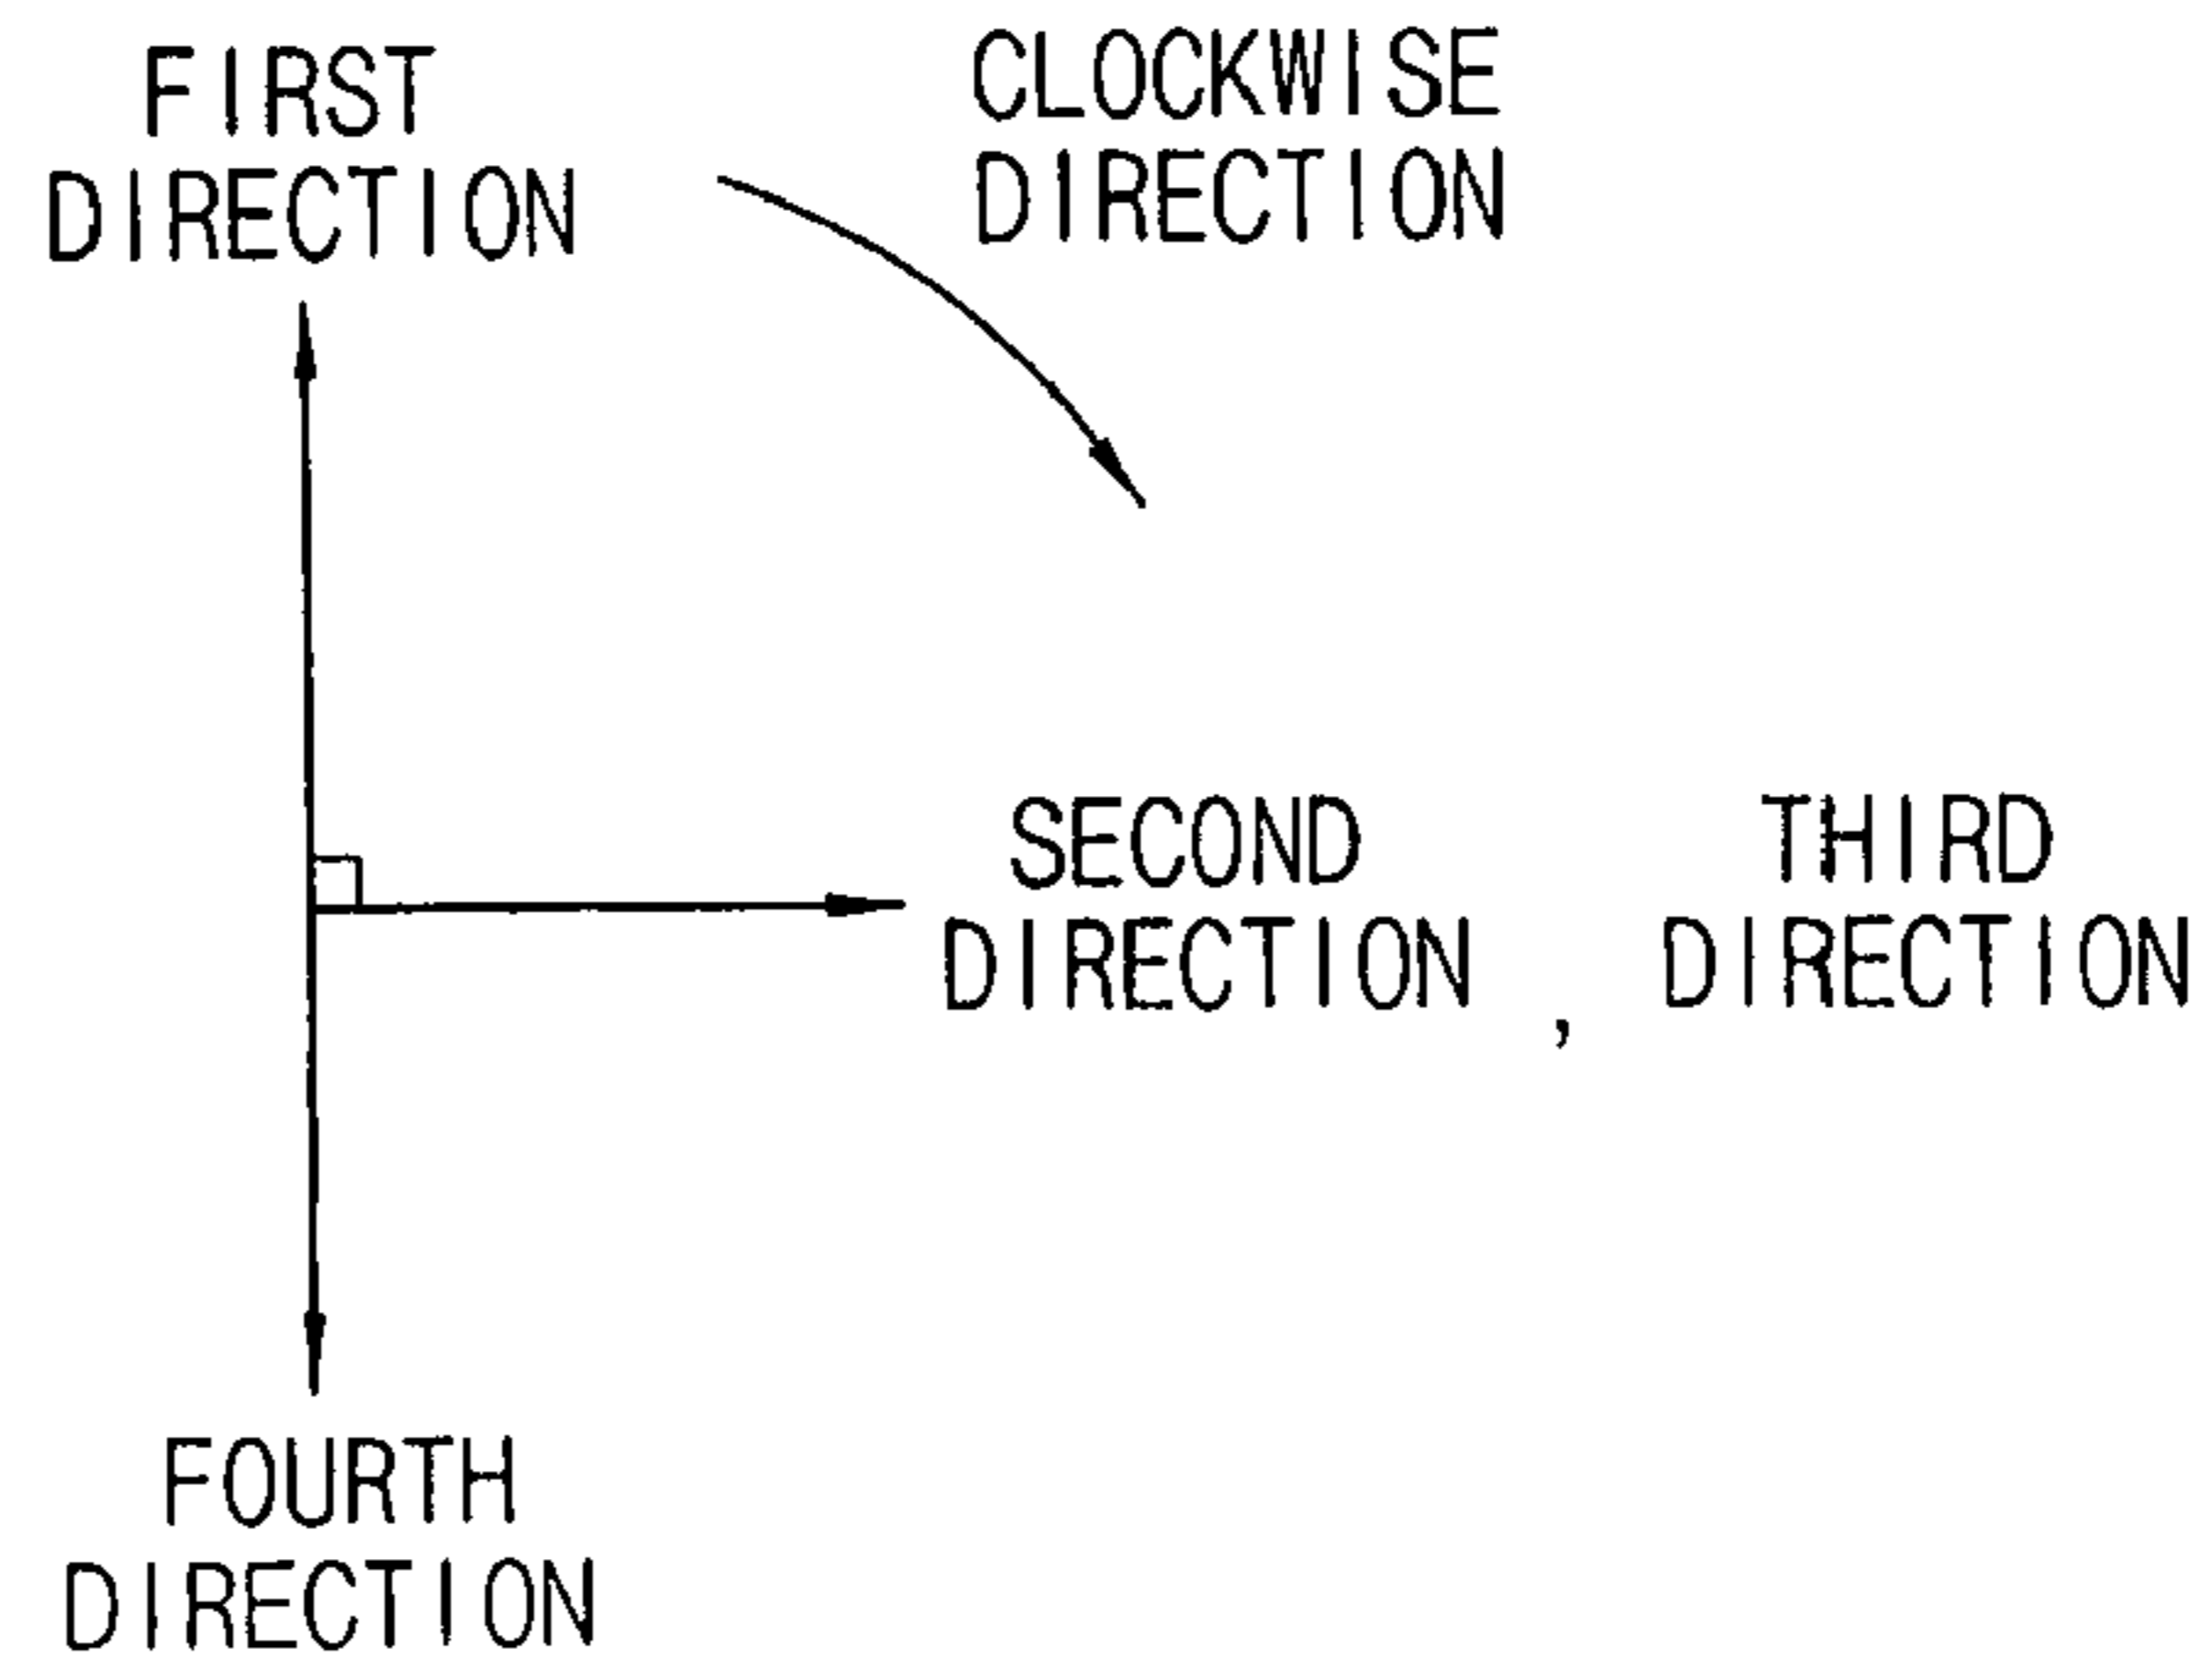 FIRST
DIRECTION
CLOCKWISE
DIRECTION
SECOND
DIRECTION ,
THIRD
DIRECTION
FOURTH
DIRECTION